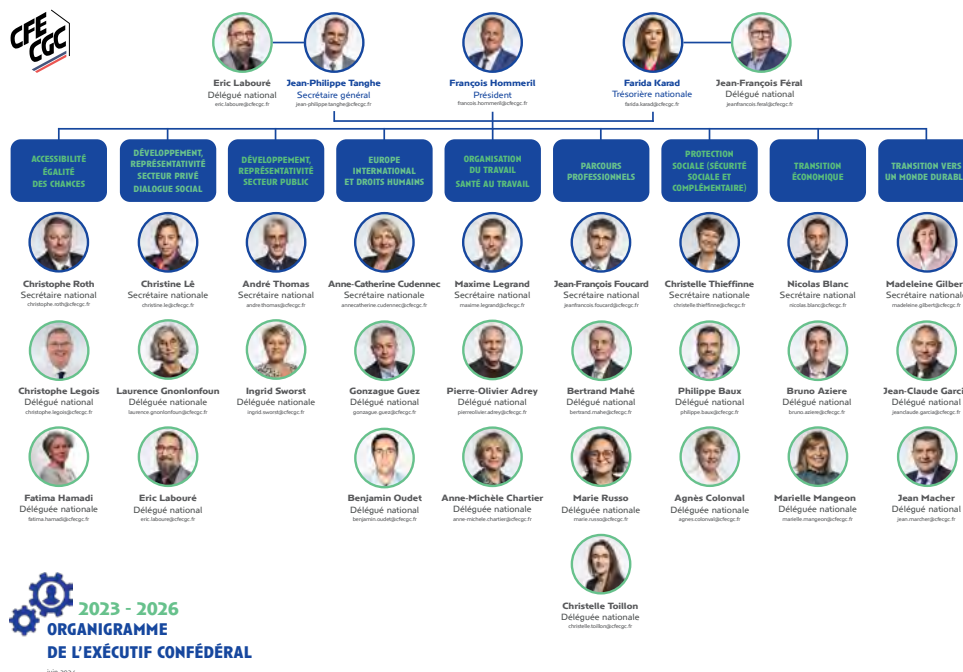 CFE
CGC
Eric Labouré
Délégué national
eric.laboure@cfecgc.fr
Jean-Philippe Tanghe
Secrétaire général
jean-philippe.tanghe@cfecgc.fr
François Hommeril
Président
francois.hommeril@cfecgc.fr
Farida Karad
Trésorière nationale
farida.karad@cfecgc.fr
Jean-François Féral
Délégué national
jeanfrancois.feral@cfecgc.fr
ACCESSIBILITÉ
ÉGALITÉ
DES CHANCES
DÉVELOPPEMENT,
REPRÉSENTATIVITÉ
SECTEUR PRIVÉ
DIALOGUE SOCIAL
DÉVELOPPEMENT,
REPRÉSENTATIVITÉ
SECTEUR PUBLIC
EUROPE
INTERNATIONAL
ET DROITS HUMAINS
ORGANISATION
DU TRAVAIL
SANTÉ AU TRAVAIL
PARCOURS
PROFESSIONNELS
PROTECTION
SOCIALE (SÉCURITÉ
SOCIALE ET
COMPLÉMENTAIRE)
TRANSITION
ÉCONOMIQUE
TRANSITION VERS
UN MONDE DURABL
Christophe Roth
Secrétaire national
christophe.roth@cfecgc.fr
Christine Lê
Secrétaire nationale
christine.le@cfecgc.fr
André Thomas
Secrétaire national
andre.thomas@cfecgc.fr
Anne-Catherine Cudennec
Secrétaire nationale
annecatherine.cudennec@cfecgc.fr
Maxime Legrand
Secrétaire national
maxime.legrand@cfecgc.fr
Jean-François Foucard
Secrétaire national
jeanfrancois.foucard@cfecgc.fr
Christelle Thieffinne
Secrétaire nationale
christelle.thieffinne@cfecgc.fr
Nicolas Blanc
Secrétaire national
nicolas.blanc@cfecgc.fr
Madeleine Gilber
Secrétaire national
madeleine.gilbert@cfecgc.fr
Christophe Legois
Délégué national
christophe.legois@cfecgc.fr
Laurence Gnonlonfoun
Déléguée nationale
laurence.gnonlonfoun@cfecgc.fr
Ingrid Sworst
Déléguée nationale
ingrid.sworst@cfecgc.fr
Gonzague Guez
Délégué national
gonzague.guez@cfecgc.fr
Pierre-Olivier Adrey
Délégué national
pierreolivier.adrey@cfecgc.fr
Bertrand Mahé
Délégué national
bertrand.mahe@cfecgc.fr
Philippe Baux
Délégué national
philippe.baux@cfecgc.fr
Bruno Aziere
Délégué national
bruno.aziere@cfecgc.fr
Jean-Claude Garci
Délégué national
jeanclaude.garcia@cfecgc.fr
Fatima Hamadi
Déléguée nationale
fatima.hamadi@cfecgc.fr
Eric Labouré
Délégué national
eric.laboure@cfecgc.fr
Benjamin Oudet
Délégué national
benjamin.oudet@cfecgc.fr
Anne-Michèle Chartier
Déléguée nationale
anne-michele.chartier@cfecgc.fr
Marie Russo
Déléguée nationale
marie.russo@cfecgc.fr
Agnès Colonval
Déléguée nationale
agnes.colonval@cfecgc.fr
Marielle Mangeon
Déléguée nationale
marielle.mangeon@cfecgc.fr
Jean Macher
Délégué national
jean.marcher@cfecgc.fr
Christelle Toillon
Déléguée nationale
christelle.toillon@cfecgc.fr
2023 - 2026
ORGANIGRAMME
DE L'EXÉCUTIF CONFÉDÉRAL